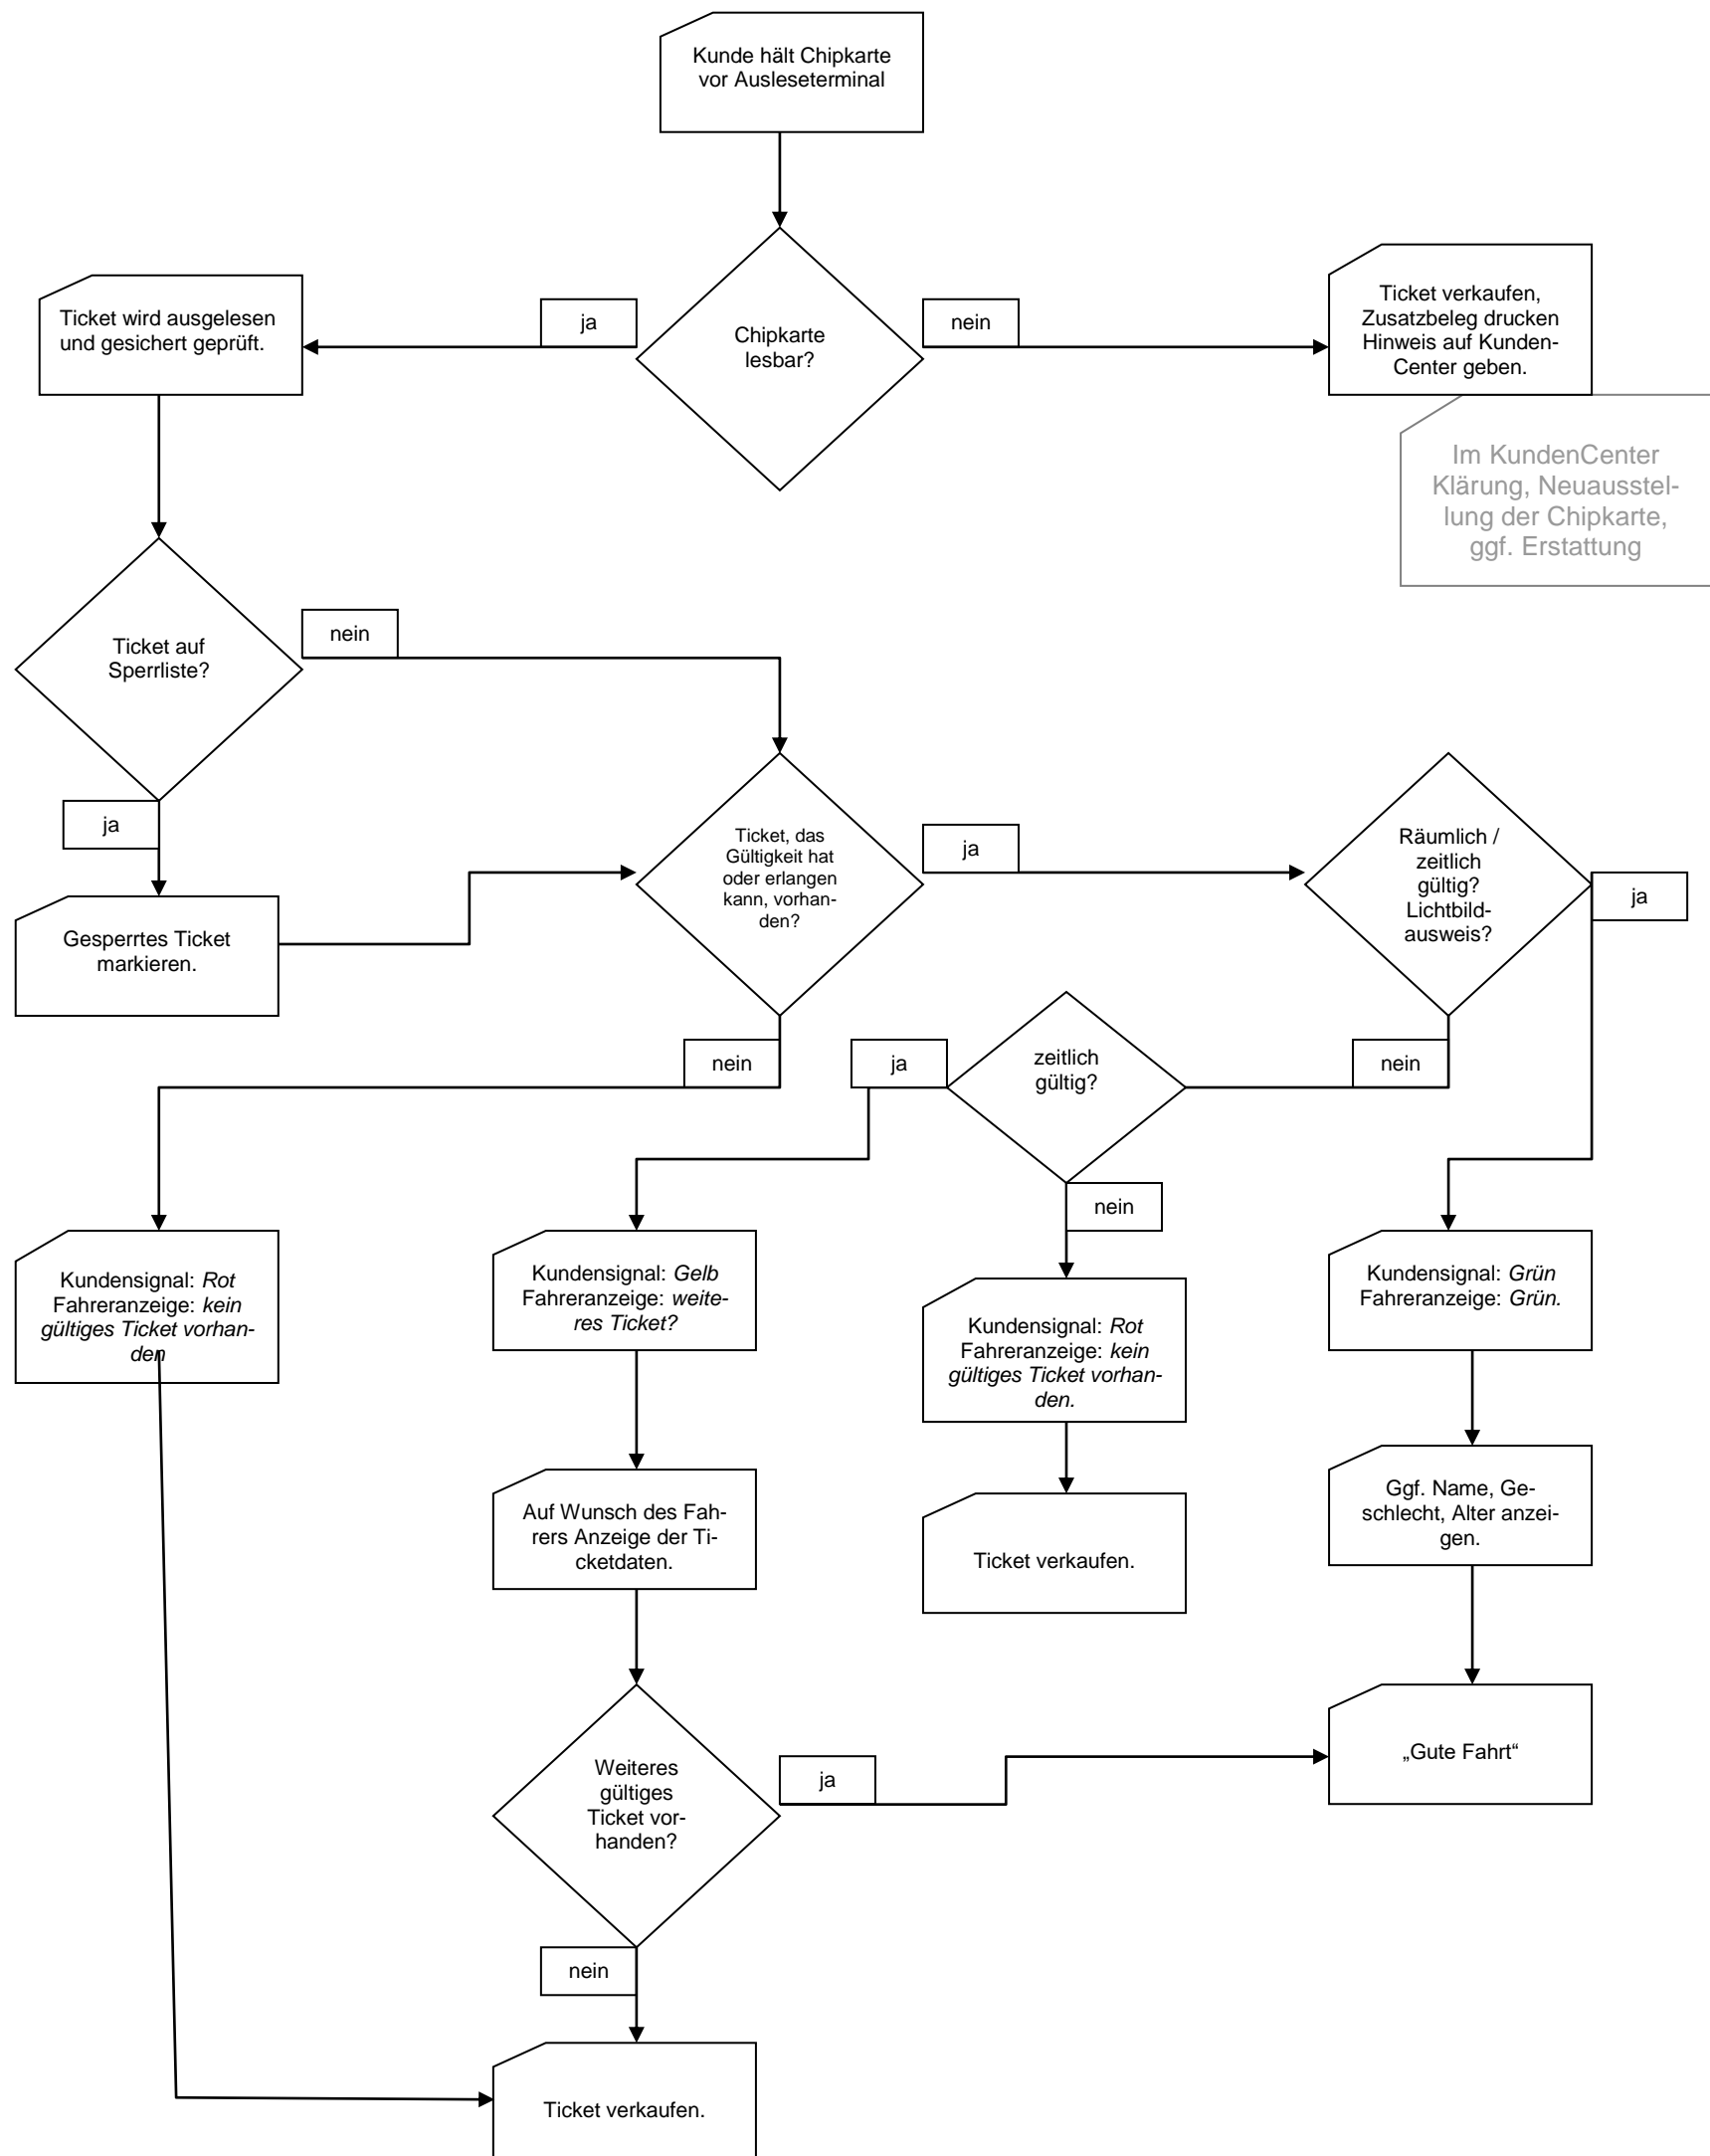 Kunde hält Chipkarte
vor Ausleseterminal
Ticket wird ausgelesen
und gesichert geprüft.
ja
Chipkarte
lesbar?
nein
Ticket verkaufen,
Zusatzbeleg drucken
Hinweis auf Kunden-
Center geben.
Im KundenCenter
Klärung, Neuausstel-
lung der Chipkarte,
ggf. Erstattung
Ticket auf
Sperrliste?
nein
ja
Gesperrtes Ticket
markieren.
Ticket, das
Gültigkeit hat
oder erlangen
kann, vorhan-
den?
ja
Räumlich /
zeitlich
gültig?
Lichtbild-
ausweis?
ja
nein
ja
zeitlich
gültig?
nein
nein
Kundensignal: Rot
Fahreranzeige: kein
gültiges Ticket vorhan-
den
Kundensignal: Gelb
Fahreranzeige: weite-
res Ticket?
Kundensignal: Rot
Fahreranzeige: kein
gültiges Ticket vorhan-
den.
Kundensignal: Grün
Fahreranzeige: Grün.
Auf Wunsch des Fah-
rers Anzeige der Ti-
cketdaten.
Ticket verkaufen.
Ggf. Name, Ge-
schlecht, Alter anzei-
gen.
Weiteres
gültiges
Ticket vor-
handen?
ja
„Gute Fahrt“
nein
Ticket verkaufen.